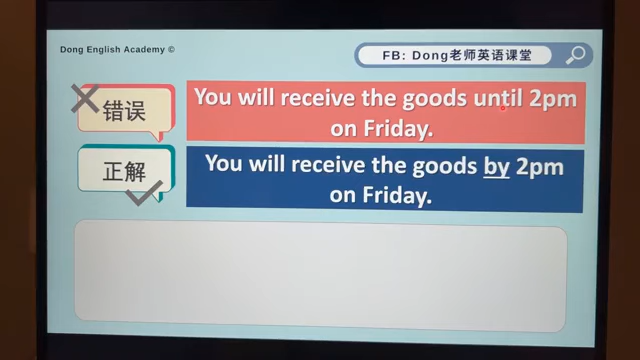 Dong English Academy ©
FB: Dong老师英语课堂
错误
You will receive the goods until 2pm
on Friday.
正解
You will receive the goods by 2pm
on Friday.